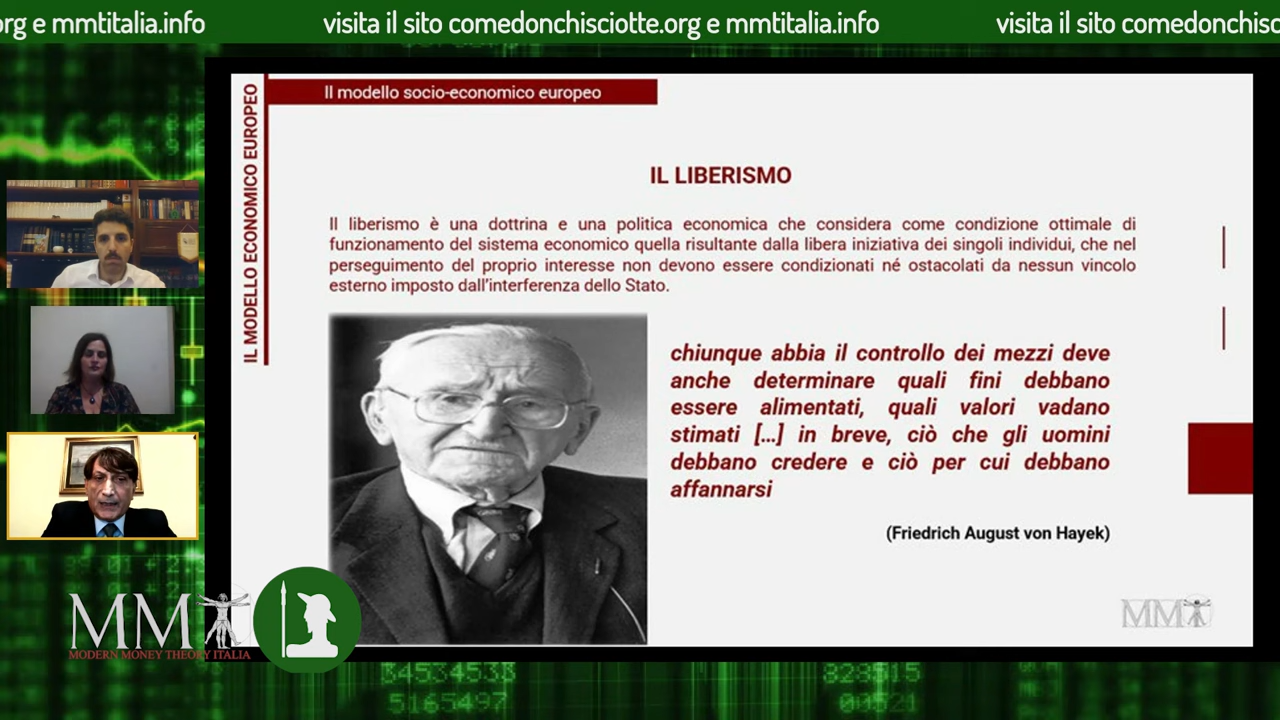 org e mmtitalia.info visita il sito comedonchisciotte.org e mmtitalia.info visita il sito comedonchisc
Il modello socio-economico europeo
IL MODELLO ECONOMICO EUROPEO
IL LIBERISMO
Il liberismo è una dottrina e una politica economica che considera come condizione ottimale di
funzionamento del sistema economico quella risultante dalla libera iniziativa dei singoli individui, che nel
perseguimento del proprio interesse non devono essere condizionati né ostacolati da nessun vincolo
esterno imposto dall'interferenza dello Stato.
chiunque abbia il controllo dei mezzi deve
anche determinare quali fini debbano
essere alimentati, quali valori vadano
stimati [...] in breve, ciò che gli uomini
debbano credere e ciò per cui debbano
affannarsi
(Friedrich August von Hayek)
MMT
MODERN MONEY THEORY ITALIA
MMT
34534533
5165497
828515